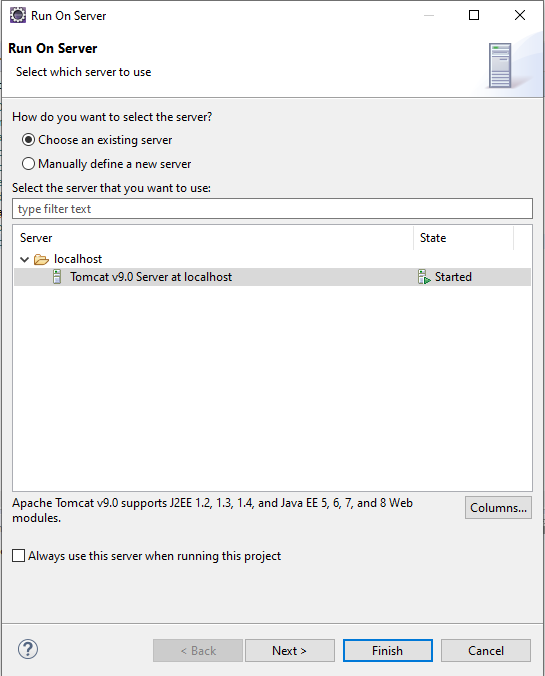 Run On Server
Run On Server
Select which server to use
How do you want to select the server?
Choose an existing server
Manually define a new server
Select the server that you want to use:
type filter text
Server State
localhost
Tomcat v9.0 Server at localhost Started
Apache Tomcat v9.0 supports J2EE 1.2, 1.3, 1.4, and Java EE 5, 6, 7, and 8 Web
modules.
Columns...
Always use this server when running this project
? < Back Next > Finish Cancel